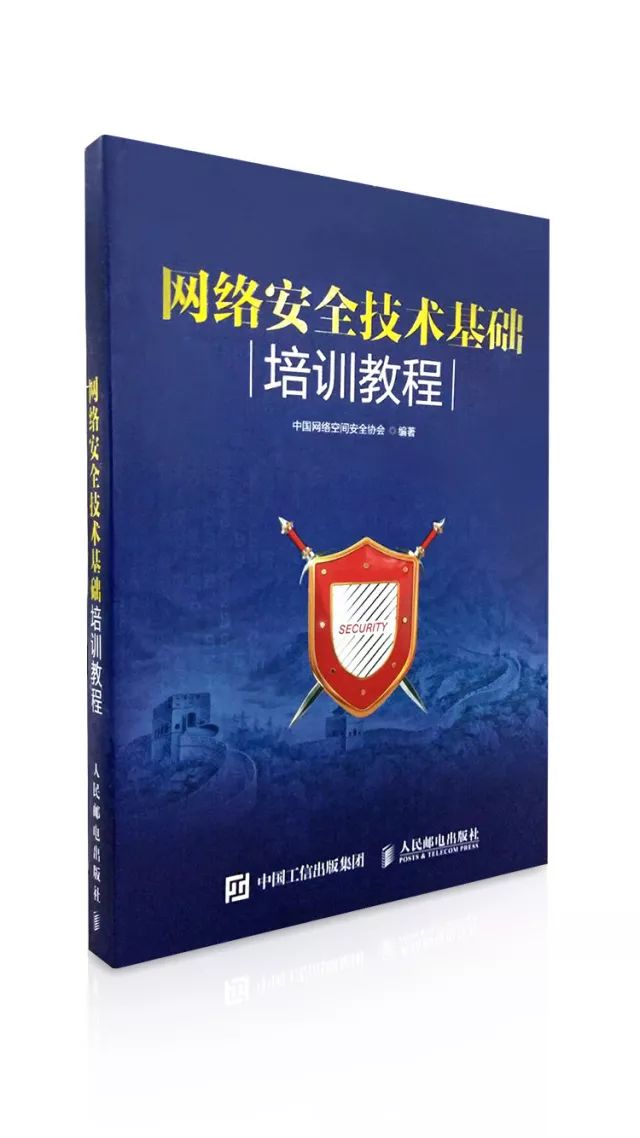 网络安全技术基础
培训教程
中国网络空间安全协会 编著
SECURITY
中国工信出版集团
人民邮电出版社
POSTS & TELECOM PRESS
网络安全技术基础培训教程
人民邮电出版社